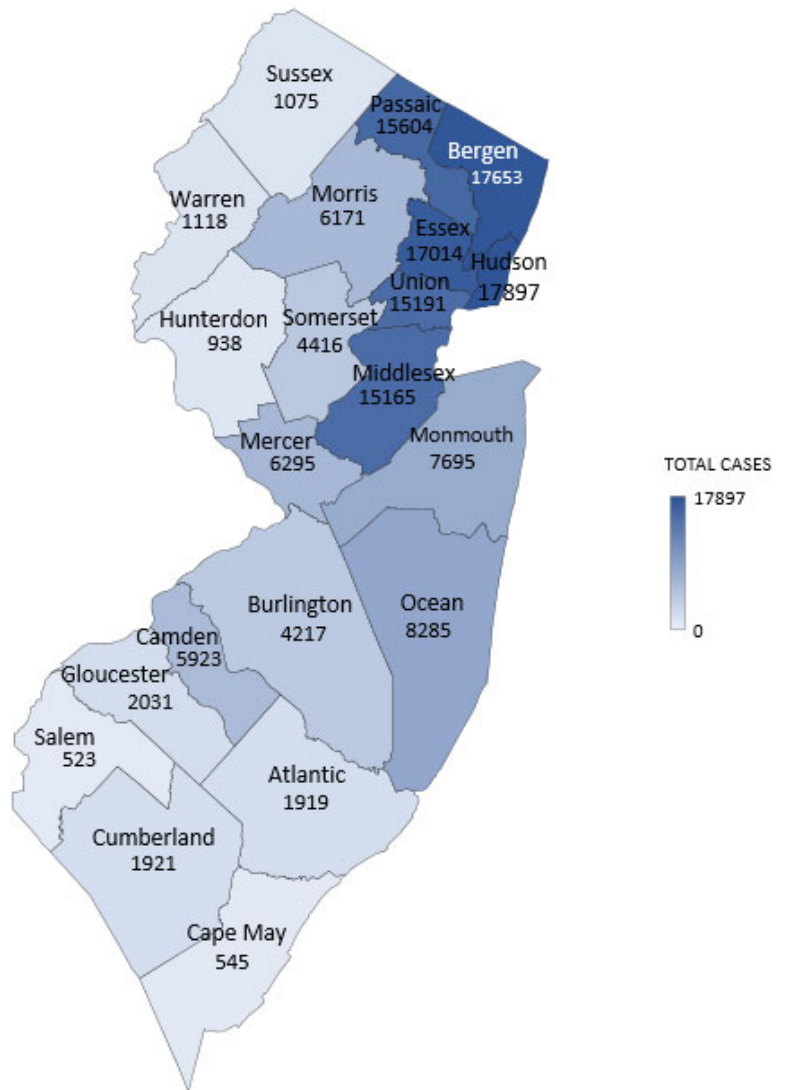 Sussex
1075
Passaic
15604
Bergen
17653
Warren
1118
Morris
6171
Essex
17014
Hudson
17897
Union
15191
Hunterdon
938
Somerset
4416
Middlesex
15165
Mercer
6295
Monmouth
7695
TOTAL CASES
17897
0
Burlington
4217
Ocean
8285
Camden
5923
Gloucester
2031
Salem
523
Atlantic
1919
Cumberland
1921
Cape May
545